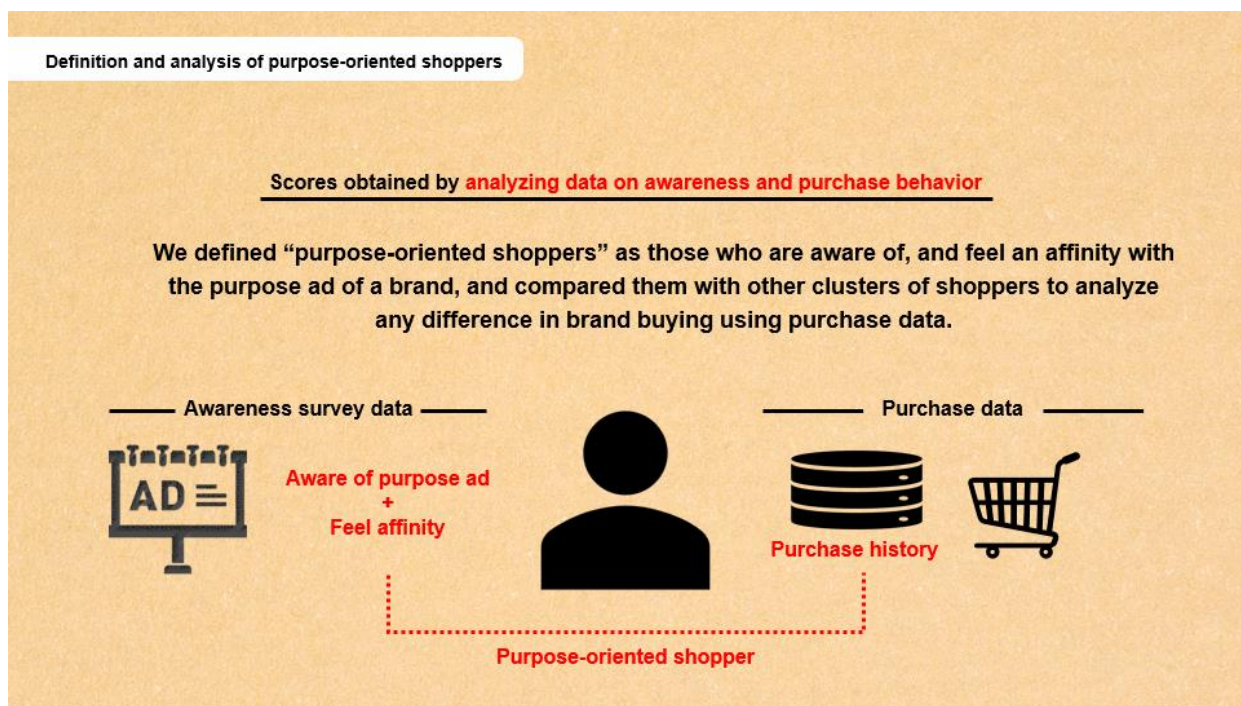 Definition and analysis of purpose-oriented shoppers
Scores obtained by analyzing data on awareness and purchase behavior
We defined “purpose-oriented shoppers” as those who are aware of, and feel an affinity with
the purpose ad of a brand, and compared them with other clusters of shoppers to analyze
any difference in brand buying using purchase data.
Awareness survey data
AD
Aware of purpose ad
+
Feel affinity
Purchase data
Purchase history
Purpose-oriented shopper